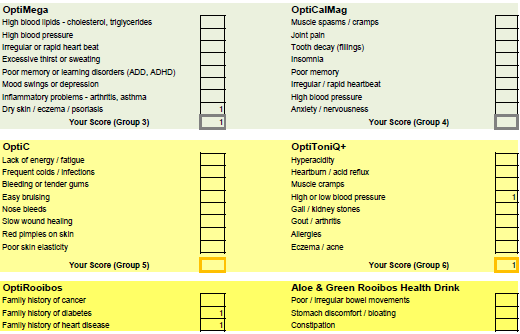 OptiMega
High blood lipids - cholesterol, triglycerides
High blood pressure
Irregular or rapid heart beat
Excessive thirst or sweating
Poor memory or learning disorders (ADD, ADHD)
Mood swings or depression
Inflammatory problems - arthritis, asthma
Dry skin / eczema / psoriasis 1
Your Score (Group 3) 1
OptiCalMag
Muscle spasms / cramps
Joint pain
Tooth decay (fillings)
Insomnia
Poor memory
Irregular / rapid heartbeat
High blood pressure
Anxiety / nervousness
Your Score (Group 4)
OptiC
Lack of energy / fatigue
Frequent colds / infections
Bleeding or tender gums
Easy bruising
Nose bleeds
Slow wound healing
Red pimples on skin
Poor skin elasticity
Your Score (Group 5)
OptiToniQ+
Hyperacidity
Heartburn / acid reflux
Muscle cramps
High or low blood pressure 1
Gall / kidney stones
Gout / arthritis
Allergies
Eczema / acne
Your Score (Group 6) 1
OptiRooibos
Family history of cancer
Family history of diabetes 1
Family history of heart disease 1
Aloe & Green Rooibos Health Drink
Poor / irregular bowel movements
Stomach discomfort / bloating
Constipation